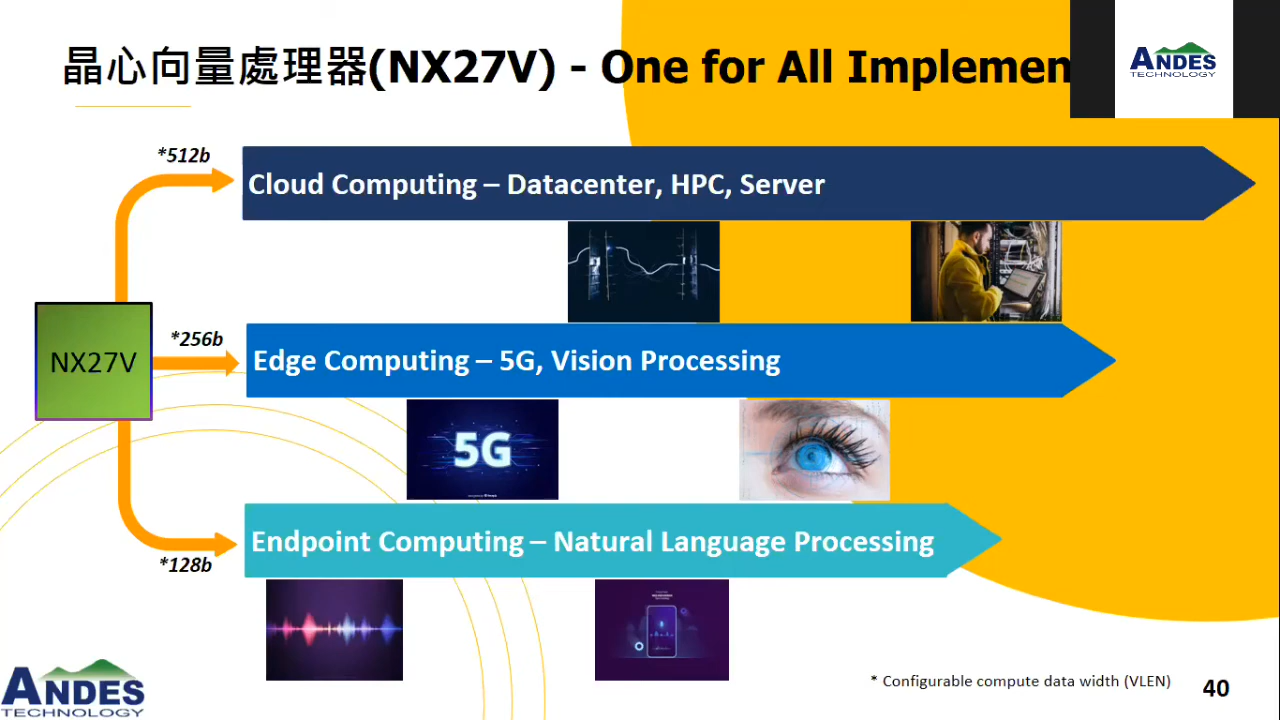 晶心向量處理器(NX27V) - One for All Implemen
ANDES
TECHNOLOGY
*512b
Cloud Computing – Datacenter, HPC, Server
NX27V
*256b
Edge Computing – 5G, Vision Processing
5G
*128b
Endpoint Computing – Natural Language Processing
ANDES
TECHNOLOGY
* Configurable compute data width (VLEN)
40